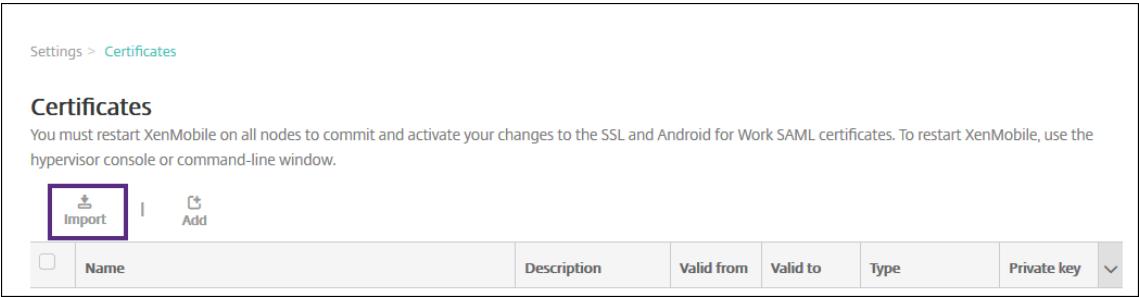 Settings > Certificates
Certificates
You must restart XenMobile on all nodes to commit and activate your changes to the SSL and Android for Work SAML certificates. To restart XenMobile, use the
hypervisor console or command-line window.
Import | Add
Name Description Valid from Valid to Type Private key